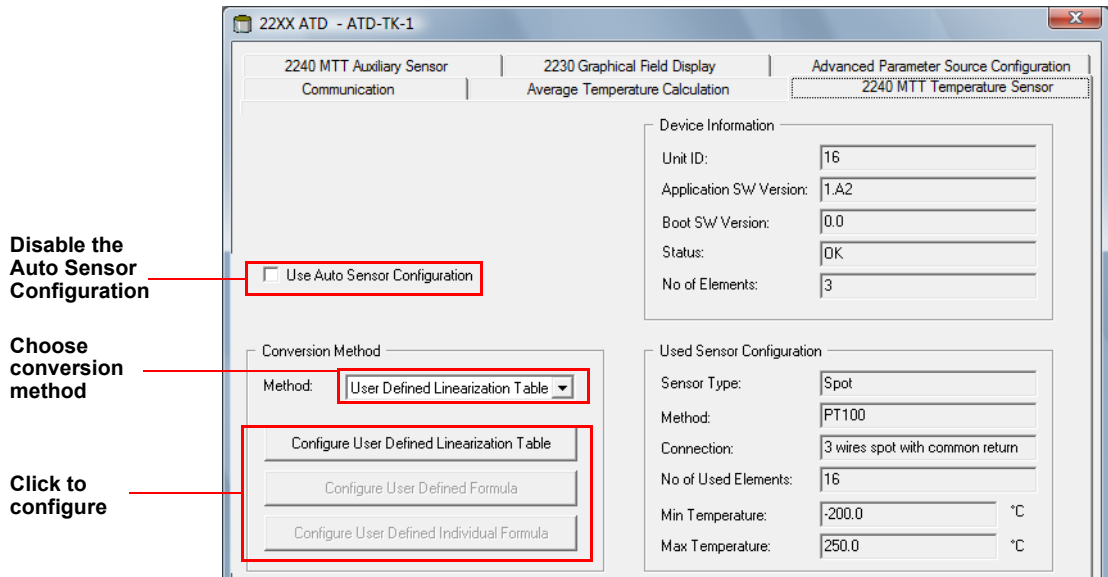 22XX ATD - ATD-TK-1
x
2240 MTT Auxiliary Sensor
2230 Graphical Field Display
Advanced Parameter Source Configuration
Communication
Average Temperature Calculation
2240 MTT Temperature Sensor
Device Information
Unit ID:
16
Application SW Version:
1.A2
Boot SW Version:
0.0
Status:
OK
No of Elements:
3
Disable the
Auto Sensor
Configuration
Use Auto Sensor Configuration
Choose
conversion
method
Conversion Method
Method:
User Defined Linearization Table
Click to
configure
Configure User Defined Linearization Table
Configure User Defined Formula
Configure User Defined Individual Formula
Used Sensor Configuration
Sensor Type:
Spot
Method:
PT100
Connection:
3 wires spot with common return
No of Used Elements:
16
Min Temperature:
-200.0
°C
Max Temperature:
250.0
°C